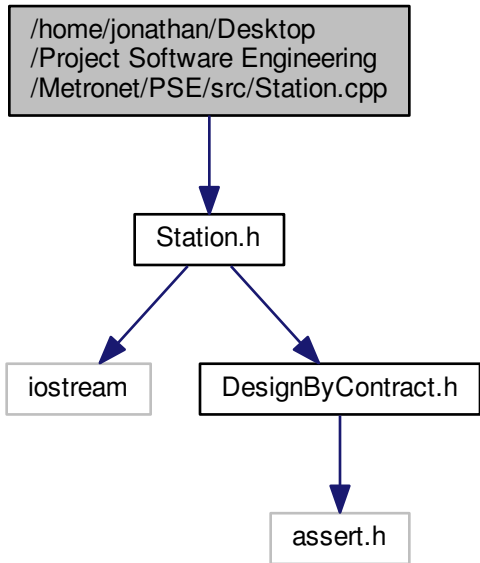 /home/jonathan/Desktop
/Project Software Engineering
/Metronet/PSE/src/Station.cpp
Station.h
iostream
DesignByContract.h
assert.h